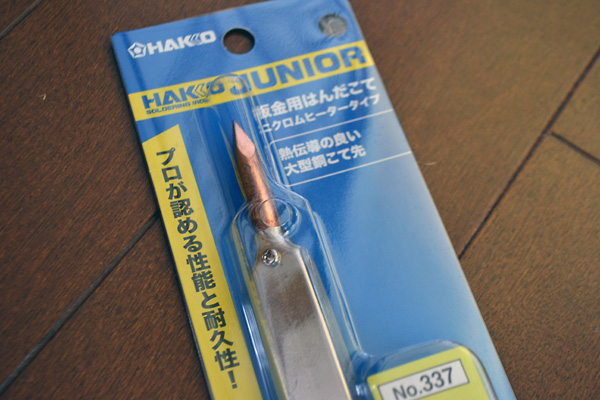 HAKKO
HAKKO JUNIOR
SOLDERING IRON
鈑金用はんだこて
ニクロムヒータータイプ
熱伝導の良い
大型銅こて先
プロが認める性能と耐久性！
No.337